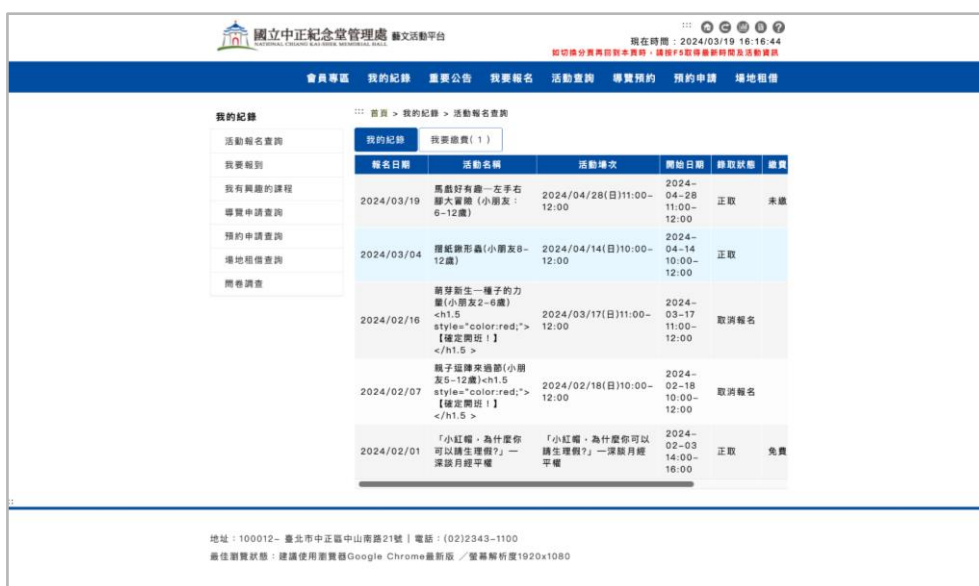 國立中正紀念堂管理處 藝文活動平台
NATIONAL CHIANG KAI-SHEK MEMORIAL HALL
:::
現在時間：2024/03/19 16:16:44
如切換分頁再回到本頁時，請按F5取得最新時間及活動資訊
會員專區 我的紀錄 重要公告 我要報名 活動查詢 導覽預約 預約申請 場地租借
我的紀錄
活動報名查詢
我要報到
我有興趣的課程
導覽申請查詢
預約申請查詢
場地租借查詢
問卷調查
::: 首頁 > 我的紀錄 > 活動報名查詢
我的紀錄 我要繳費(1)
報名日期 活動名稱 活動場次 開始日期 錄取狀態 繳費
2024/03/19
馬戲好有趣—左手右
腳大冒險 (小朋友：
6-12歲)
2024/04/28(日)11:00-
12:00
2024-
04-28
11:00-
12:00
正取
未繳
2024/03/04
摺紙鍬形蟲(小朋友8-
12歲)
2024/04/14(日)10:00-
12:00
2024-
04-14
10:00-
12:00
正取
2024/02/16
萌芽新生—種子的力
量(小朋友2-6歲)
<h1.5
style="color:red;">
【確定開班！】
</h1.5 >
2024/03/17(日)11:00-
12:00
2024-
03-17
11:00-
12:00
取消報名
2024/02/07
親子逗陣來過節(小朋
友5-12歲)<h1.5
style="color:red;">
【確定開班！】
</h1.5 >
2024/02/18(日)10:00-
12:00
2024-
02-18
10:00-
12:00
取消報名
2024/02/01
「小紅帽，為什麼你
可以請生理假?」—
深談月經平權
「小紅帽，為什麼你可以
請生理假?」—深談月經
平權
2024-
02-03
14:00-
16:00
正取
免費
:::
地址：100012- 臺北市中正區中山南路21號 | 電話：(02)2343-1100
最佳瀏覽狀態：建議使用瀏覽器Google Chrome最新版 ／螢幕解析度1920x1080